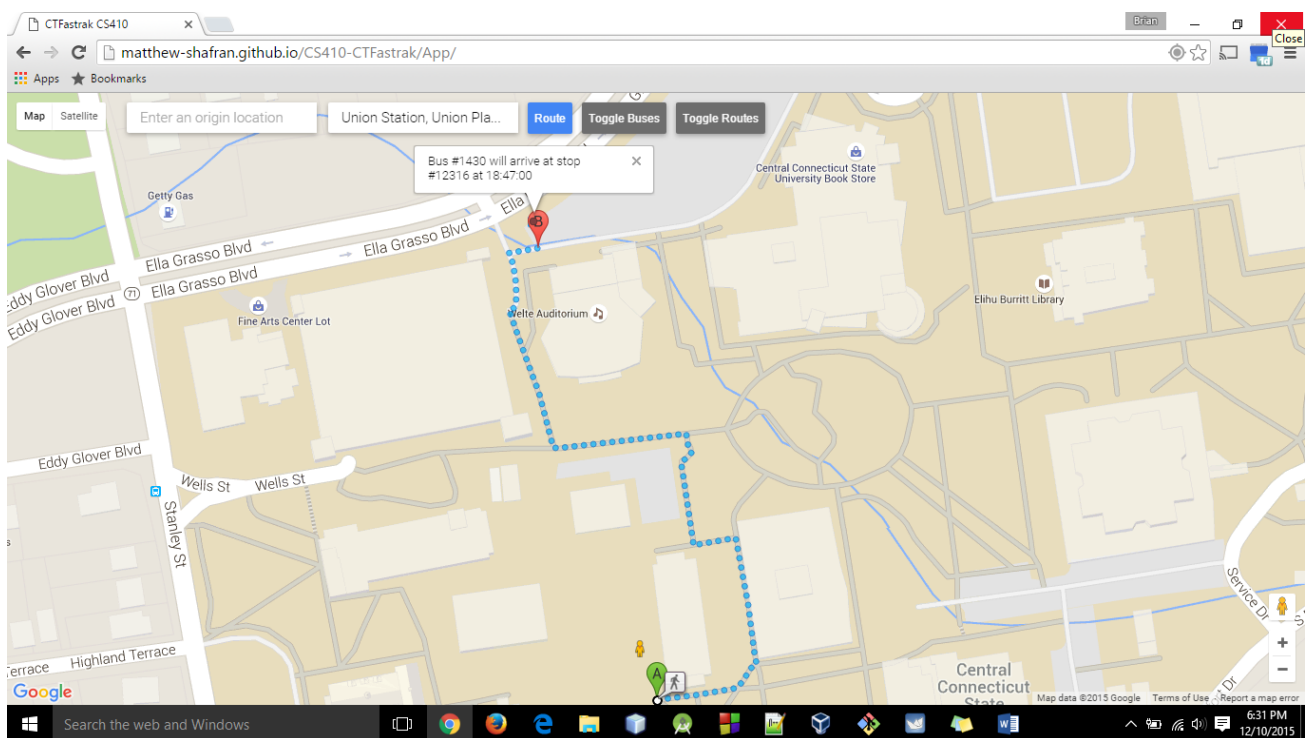 CTFastrak CS410
Brian
Close
matthew-shafran.github.io/CS410-CTFastrak/App/
1d
Apps
Bookmarks
Map
Satellite
Enter an origin location
Union Station, Union Pla...
Route
Toggle Buses
Toggle Routes
Bus #1430 will arrive at stop
#12316 at 18:47:00
Central Connecticut State
University Book Store
Getty Gas
Ella
B
Ella Grasso Blvd
Ella Grasso Blvd
Ella Grasso Blvd
Eddy Glover Blvd
Eddy Glover Blvd
71
Elihu Burritt Library
Welte Auditorium
Fine Arts Center Lot
Eddy Glover Blvd
Wells St
Wells St
Stanley St
Service Dr
Highland Terrace
A
Central
Connecticut
State
Google
Map data ©2015 Google
Terms of Use
Report a map error
Search the web and Windows
6:31 PM
12/10/2015